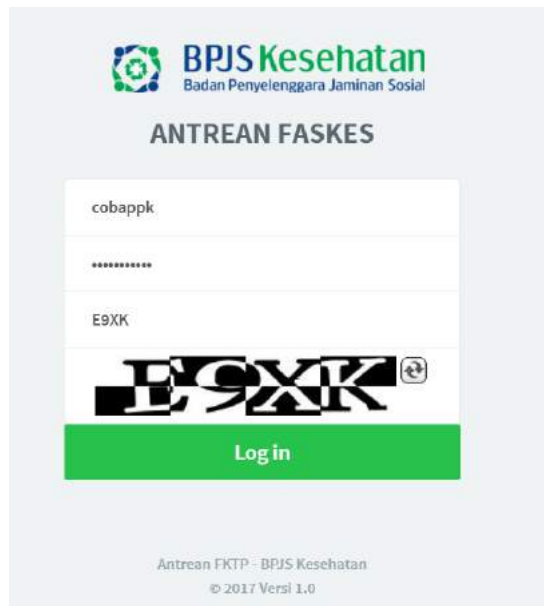 BPJS Kesehatan
Badan Penyelenggara Jaminan Sosial
ANTREAN FASKES
cobappk
•••••••••••
E9XK
E9XK
Log in
Antrean FKTP - BPJS Kesehatan
© 2017 Versi 1.0